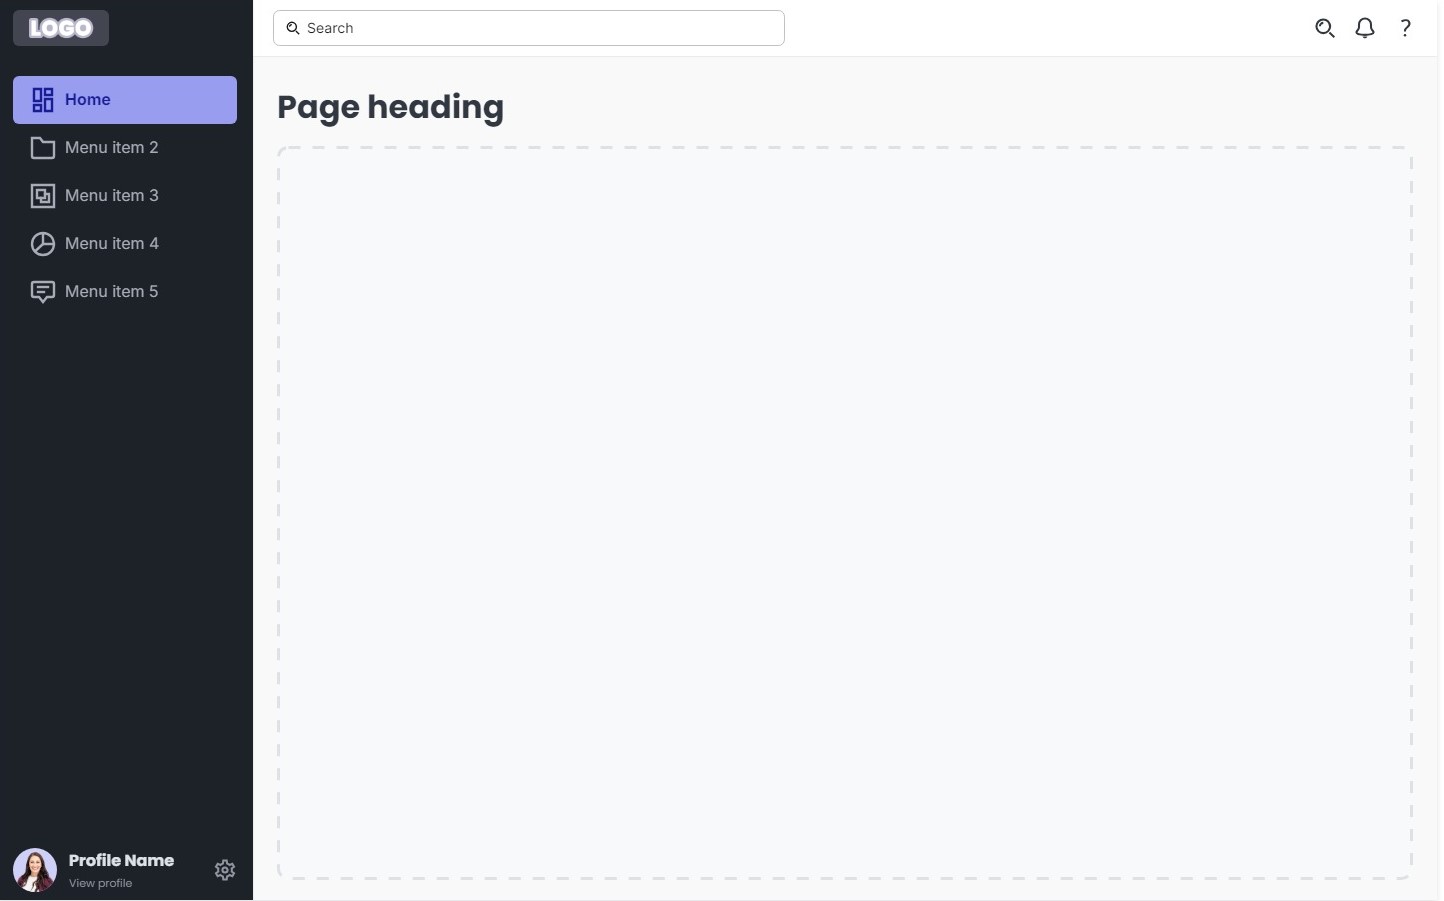 LOGO
Search
?
Home
Menu item 2
Menu item 3
Menu item 4
Menu item 5
Page heading
Profile Name
View profile